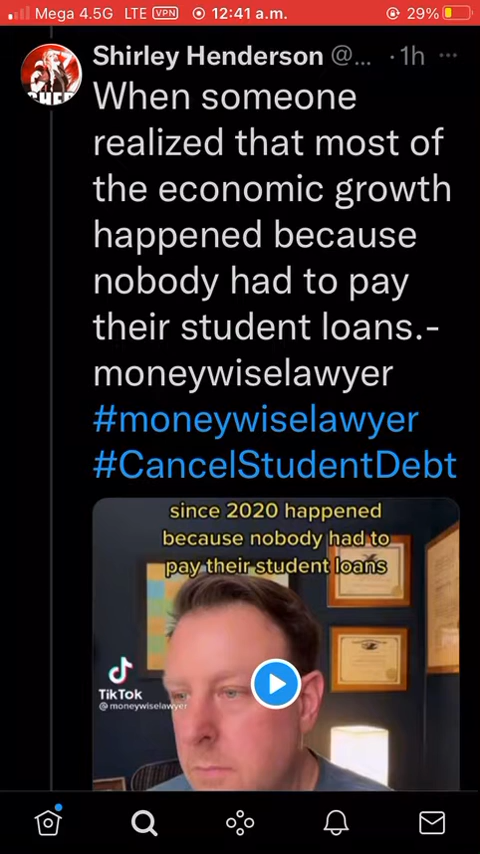 Mega 4.5G LTE VPN 12:41 a.m. 29%
Shirley Henderson @... · 1h ...
When someone
realized that most of
the economic growth
happened because
nobody had to pay
their student loans.-
moneywiselawyer
#moneywiselawyer
#CancelStudentDebt
since 2020 happened
because nobody had to
pay their student loans
TikTok
@moneywiselawyer